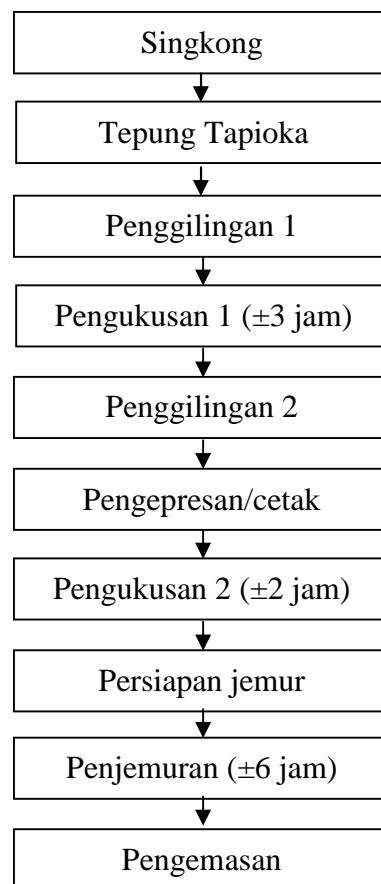 Singkong
Tepung Tapioka
Penggilingan 1
Pengukusan 1 (±3 jam)
Penggilingan 2
Pengepresan/cetak
Pengukusan 2 (±2 jam)
Persiapan jemur
Penjemuran (±6 jam)
Pengemasan